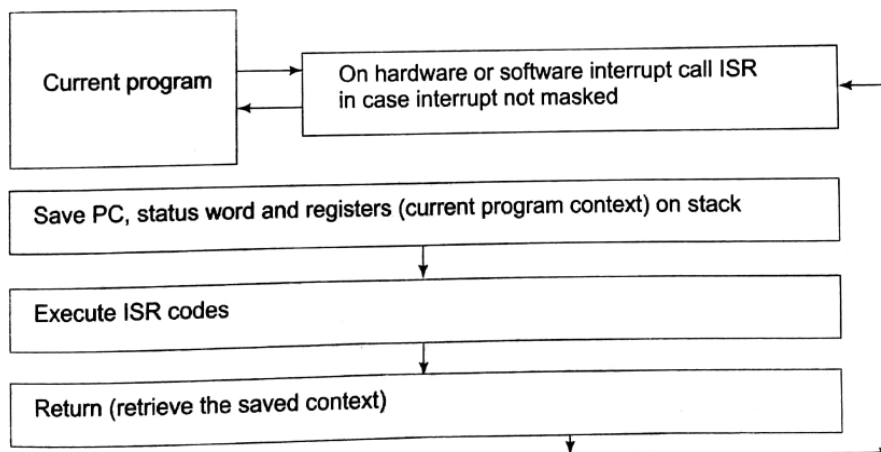 Current program
On hardware or software interrupt call ISR
in case interrupt not masked
Save PC, status word and registers (current program context) on stack
Execute ISR codes
Return (retrieve the saved context)